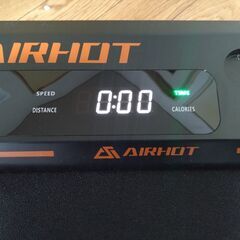 AIRHOT
SPEED
TIME
0:00
DISTANCE
CALORIES
AIRHOT